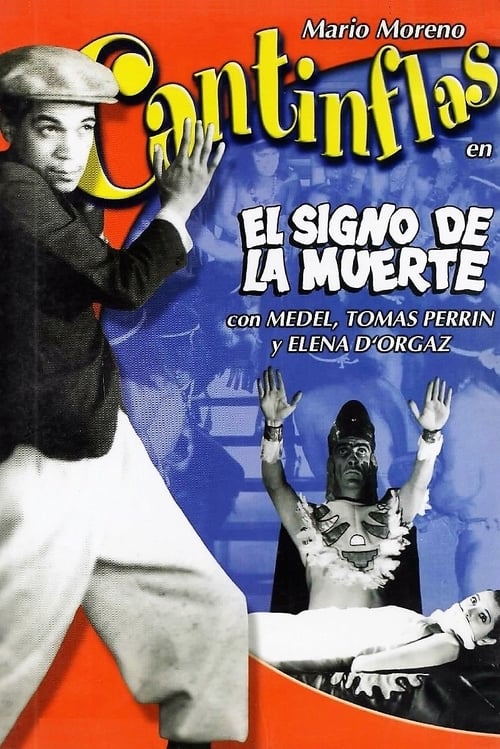 Mario Moreno
Cantinflas
en
EL SIGNO DE
LA MUERTE
con MEDEL, TOMAS PERRIN
y ELENA D'ORGAZ